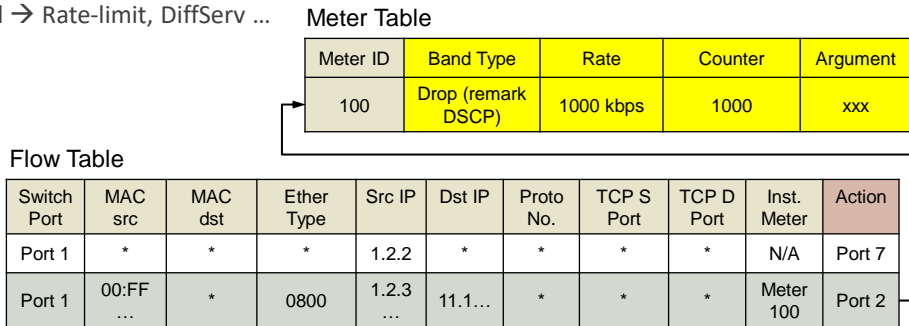 → Rate-limit, DiffServ ...
Meter Table
Meter ID Band Type Rate Counter Argument
100 Drop (remark DSCP) 1000 kbps 1000 xxx
Flow Table
Switch Port MAC src MAC dst Ether Type Src IP Dst IP Proto No. TCP S Port TCP D Port Inst. Meter Action
Port 1 * * * 1.2.2 * * * * N/A Port 7
Port 1 00:FF ... * 0800 1.2.3 ... 11.1... * * * Meter 100 Port 2